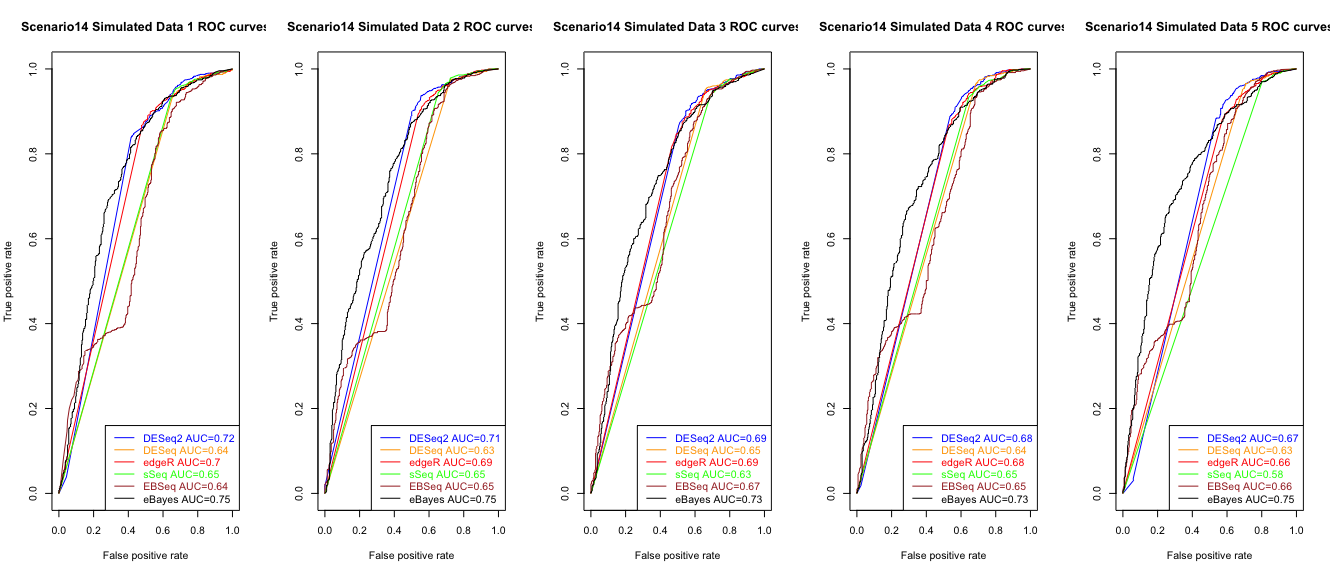 Scenario14 Simulated Data 1 ROC curves
True positive rate
1.0
0.8
0.6
0.4
0.2
0.0
DESeq2 AUC=0.72
DESeq AUC=0.64
edgeR AUC=0.7
sSeq AUC=0.65
EBSeq AUC=0.64
eBayes AUC=0.75
0.0 0.2 0.4 0.6 0.8 1.0
False positive rate
Scenario14 Simulated Data 2 ROC curves
True positive rate
1.0
0.8
0.6
0.4
0.2
0.0
DESeq2 AUC=0.71
DESeq AUC=0.63
edgeR AUC=0.69
sSeq AUC=0.65
EBSeq AUC=0.65
eBayes AUC=0.75
0.0 0.2 0.4 0.6 0.8 1.0
False positive rate
Scenario14 Simulated Data 3 ROC curves
True positive rate
1.0
0.8
0.6
0.4
0.2
0.0
DESeq2 AUC=0.69
DESeq AUC=0.65
edgeR AUC=0.69
sSeq AUC=0.63
EBSeq AUC=0.67
eBayes AUC=0.73
0.0 0.2 0.4 0.6 0.8 1.0
False positive rate
Scenario14 Simulated Data 4 ROC curves
True positive rate
1.0
0.8
0.6
0.4
0.2
0.0
DESeq2 AUC=0.68
DESeq AUC=0.64
edgeR AUC=0.68
sSeq AUC=0.65
EBSeq AUC=0.65
eBayes AUC=0.73
0.0 0.2 0.4 0.6 0.8 1.0
False positive rate
Scenario14 Simulated Data 5 ROC curves
True positive rate
1.0
0.8
0.6
0.4
0.2
0.0
DESeq2 AUC=0.67
DESeq AUC=0.63
edgeR AUC=0.66
sSeq AUC=0.58
EBSeq AUC=0.66
eBayes AUC=0.75
0.0 0.2 0.4 0.6 0.8 1.0
False positive rate